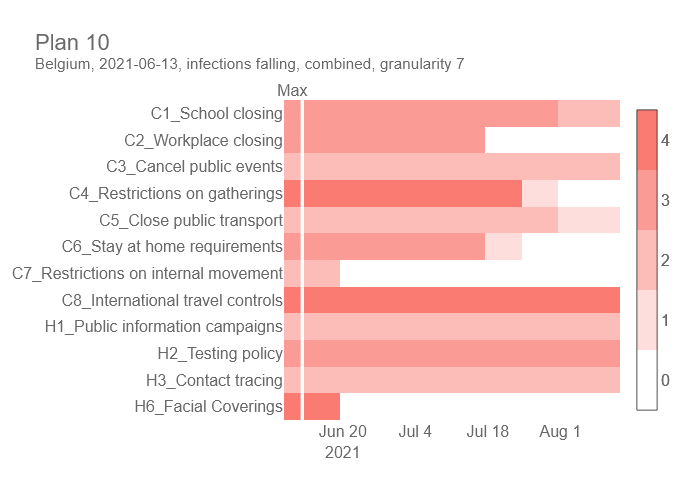 Plan 10
Belgium, 2021-06-13, infections falling, combined, granularity 7
Max
C1_School closing
C2_Workplace closing
C3_Cancel public events
C4_Restrictions on gatherings
C5_Close public transport
C6_Stay at home requirements
C7_Restrictions on internal movement
C8_International travel controls
H1_Public information campaigns
H2_Testing policy
H3_Contact tracing
H6_Facial Coverings
Jun 20 Jul 4 Jul 18 Aug 1
2021
4
3
2
1
0